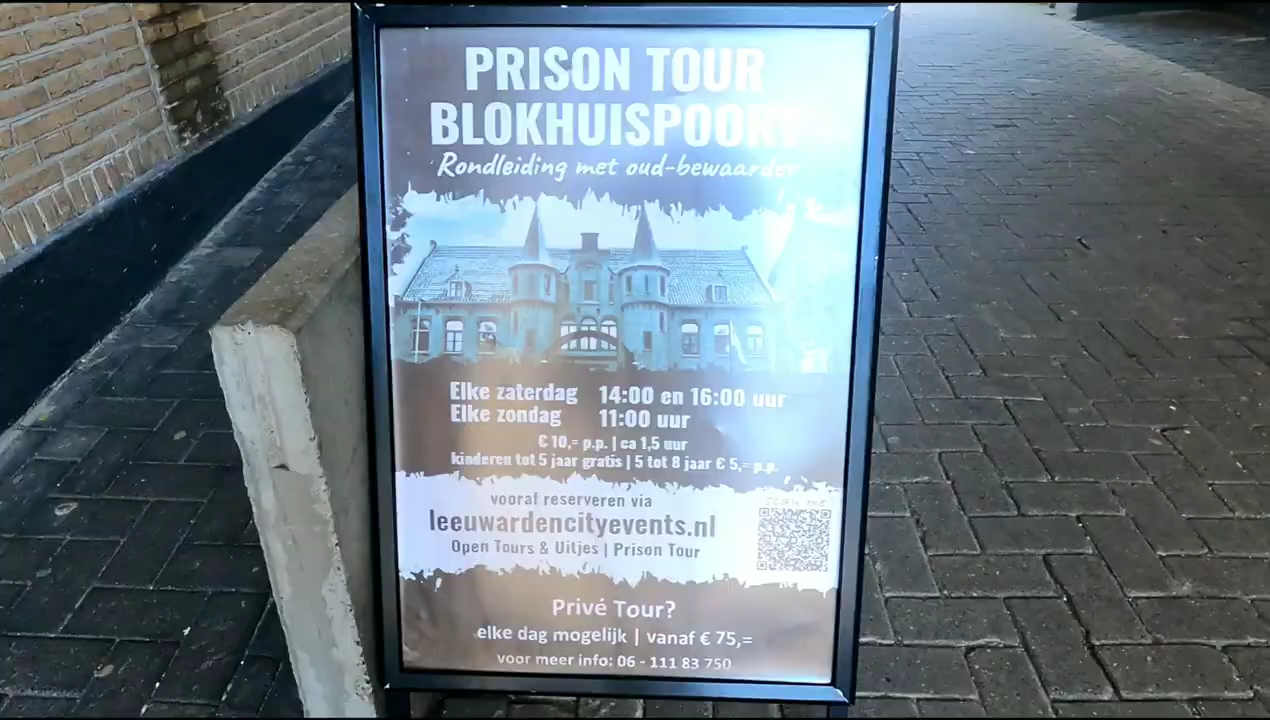 PRISON TOUR
BLOKHUISPOORT
Rondleiding met oud-bewaarder
Elke zaterdag 14:00 en 16:00 uur
Elke zondag 11:00 uur
€ 10,= p.p. | ca 1,5 uur
kinderen tot 5 jaar gratis | 5 tot 8 jaar € 5,= p.p.
vooraf reserveren via
SCAN ME
leeuwardencityevents.nl
Open Tours & Uitjes | Prison Tour
Privé Tour?
elke dag mogelijk | vanaf € 75,=
voor meer info: 06 - 111 83 750